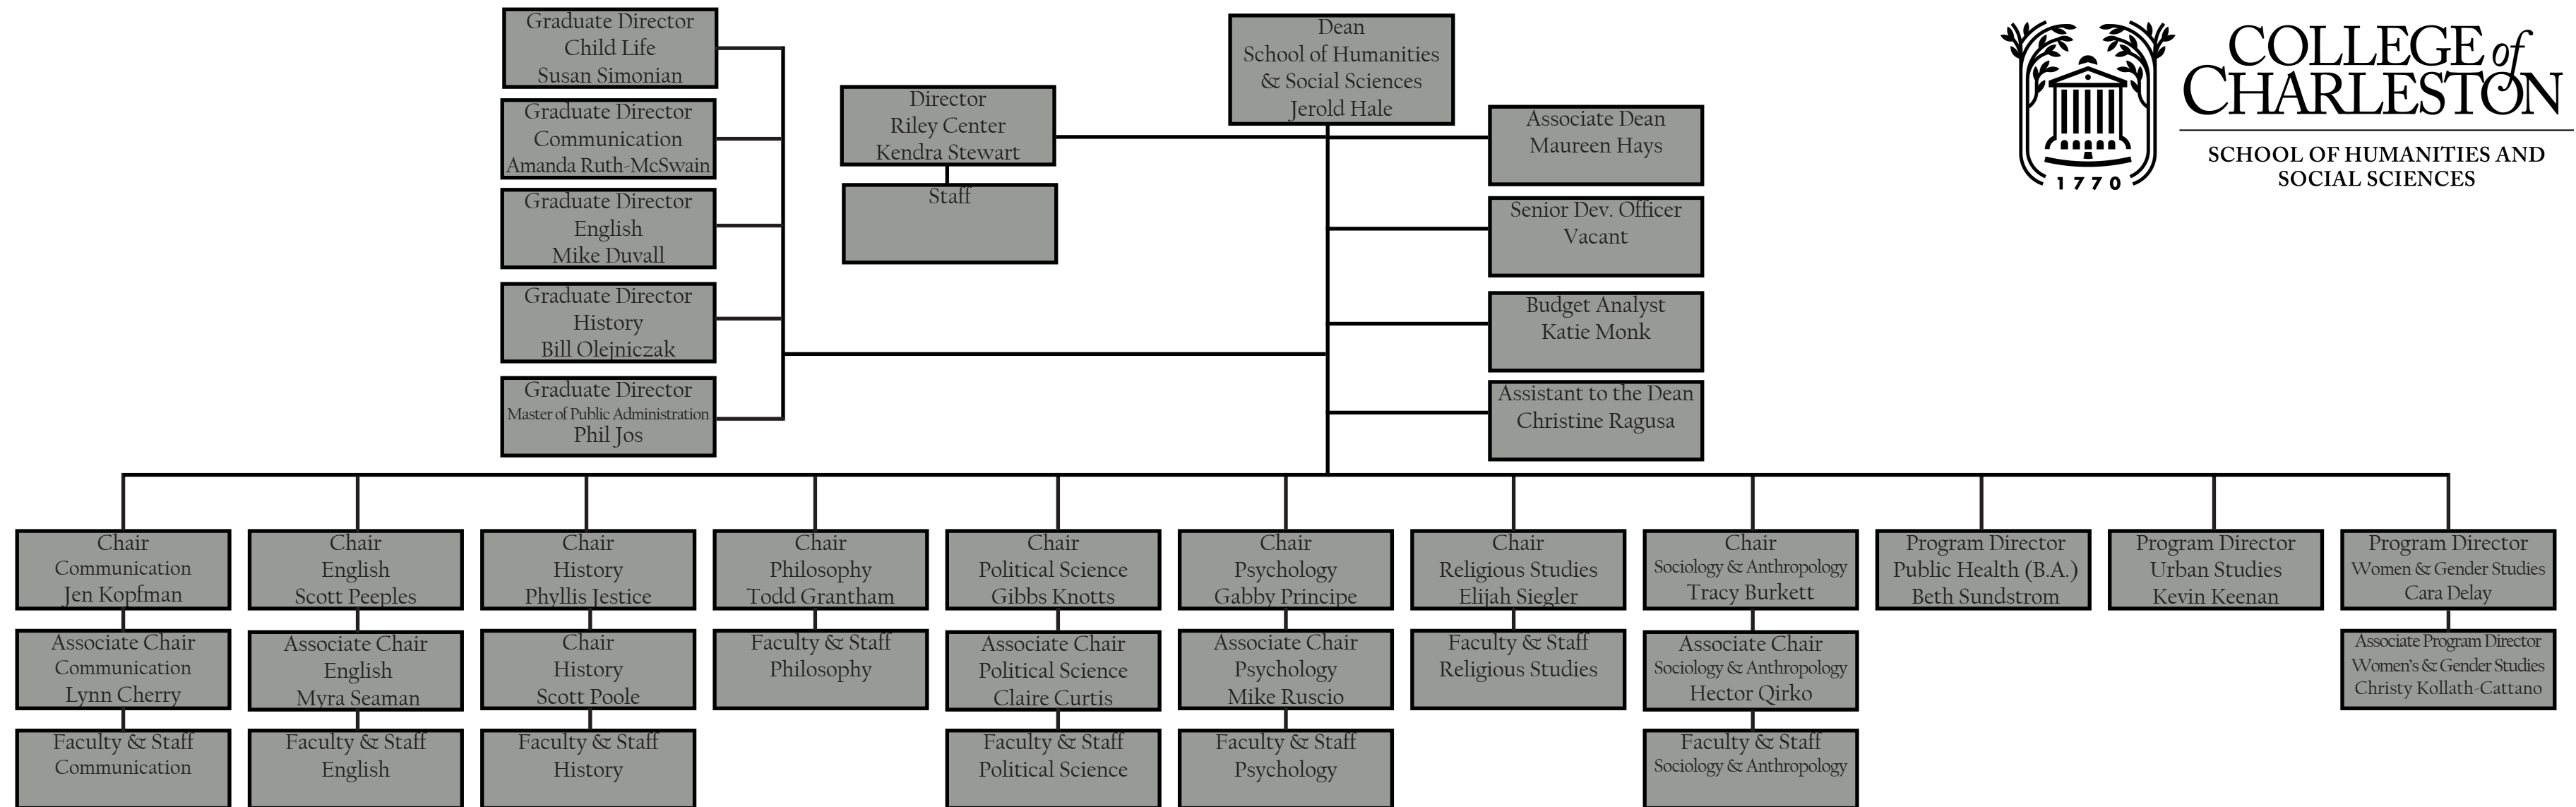 Graduate Director
Child Life
Susan Simonian
Graduate Director
Communication
Amanda Ruth-McSwain
Graduate Director
English
Mike Duvall
Graduate Director
History
Bill Olejniczak
Graduate Director
Master of Public Administration
Phil Jos
Director
Riley Center
Kendra Stewart
Staff
Dean
School of Humanities
& Social Sciences
Jerold Hale
Associate Dean
Maureen Hays
Senior Dev. Officer
Vacant
Budget Analyst
Katie Monk
Assistant to the Dean
Christine Ragusa
COLLEGE of
CHARLESTON
SCHOOL OF HUMANITIES AND
SOCIAL SCIENCES
1770
Chair
Communication
Jen Kopfman
Associate Chair
Communication
Lynn Cherry
Faculty & Staff
Communication
Chair
English
Scott Peeples
Associate Chair
English
Myra Seaman
Faculty & Staff
English
Chair
History
Phyllis Jestice
Chair
History
Scott Poole
Faculty & Staff
History
Chair
Philosophy
Todd Grantham
Faculty & Staff
Philosophy
Chair
Political Science
Gibbs Knotts
Associate Chair
Political Science
Claire Curtis
Faculty & Staff
Political Science
Chair
Psychology
Gabby Principe
Associate Chair
Psychology
Mike Ruscio
Faculty & Staff
Psychology
Chair
Religious Studies
Elijah Siegler
Faculty & Staff
Religious Studies
Chair
Sociology & Anthropology
Tracy Burkett
Associate Chair
Sociology & Anthropology
Hector Qirko
Faculty & Staff
Sociology & Anthropology
Program Director
Public Health (B.A.)
Beth Sundstrom
Program Director
Urban Studies
Kevin Keenan
Program Director
Women & Gender Studies
Cara Delay
Associate Program Director
Women's & Gender Studies
Christy Kollath-Cattano